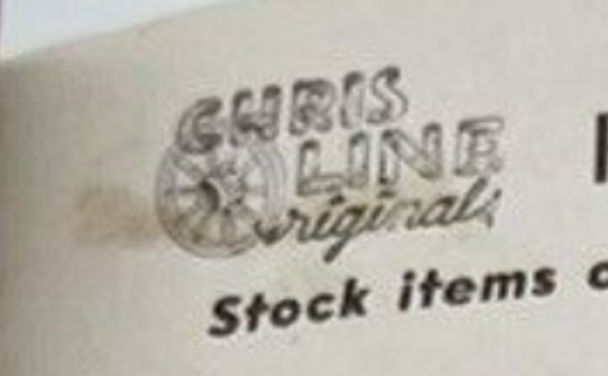 CHRIS
LINE
Originals
Stock items